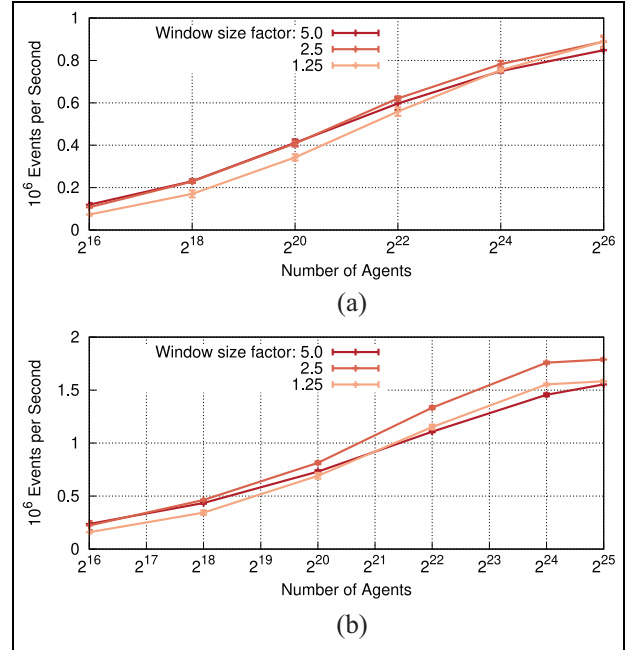 1
0.8
0.6
0.4
0.2
0
10^6 Events per Second
Window size factor: 5.0
2.5
1.25
2^16 2^18 2^20 2^22 2^24 2^26
Number of Agents
(a)
2
1.5
1
0.5
0
10^6 Events per Second
Window size factor: 5.0
2.5
1.25
2^16 2^17 2^18 2^19 2^20 2^21 2^22 2^23 2^24 2^25
Number of Agents
(b)